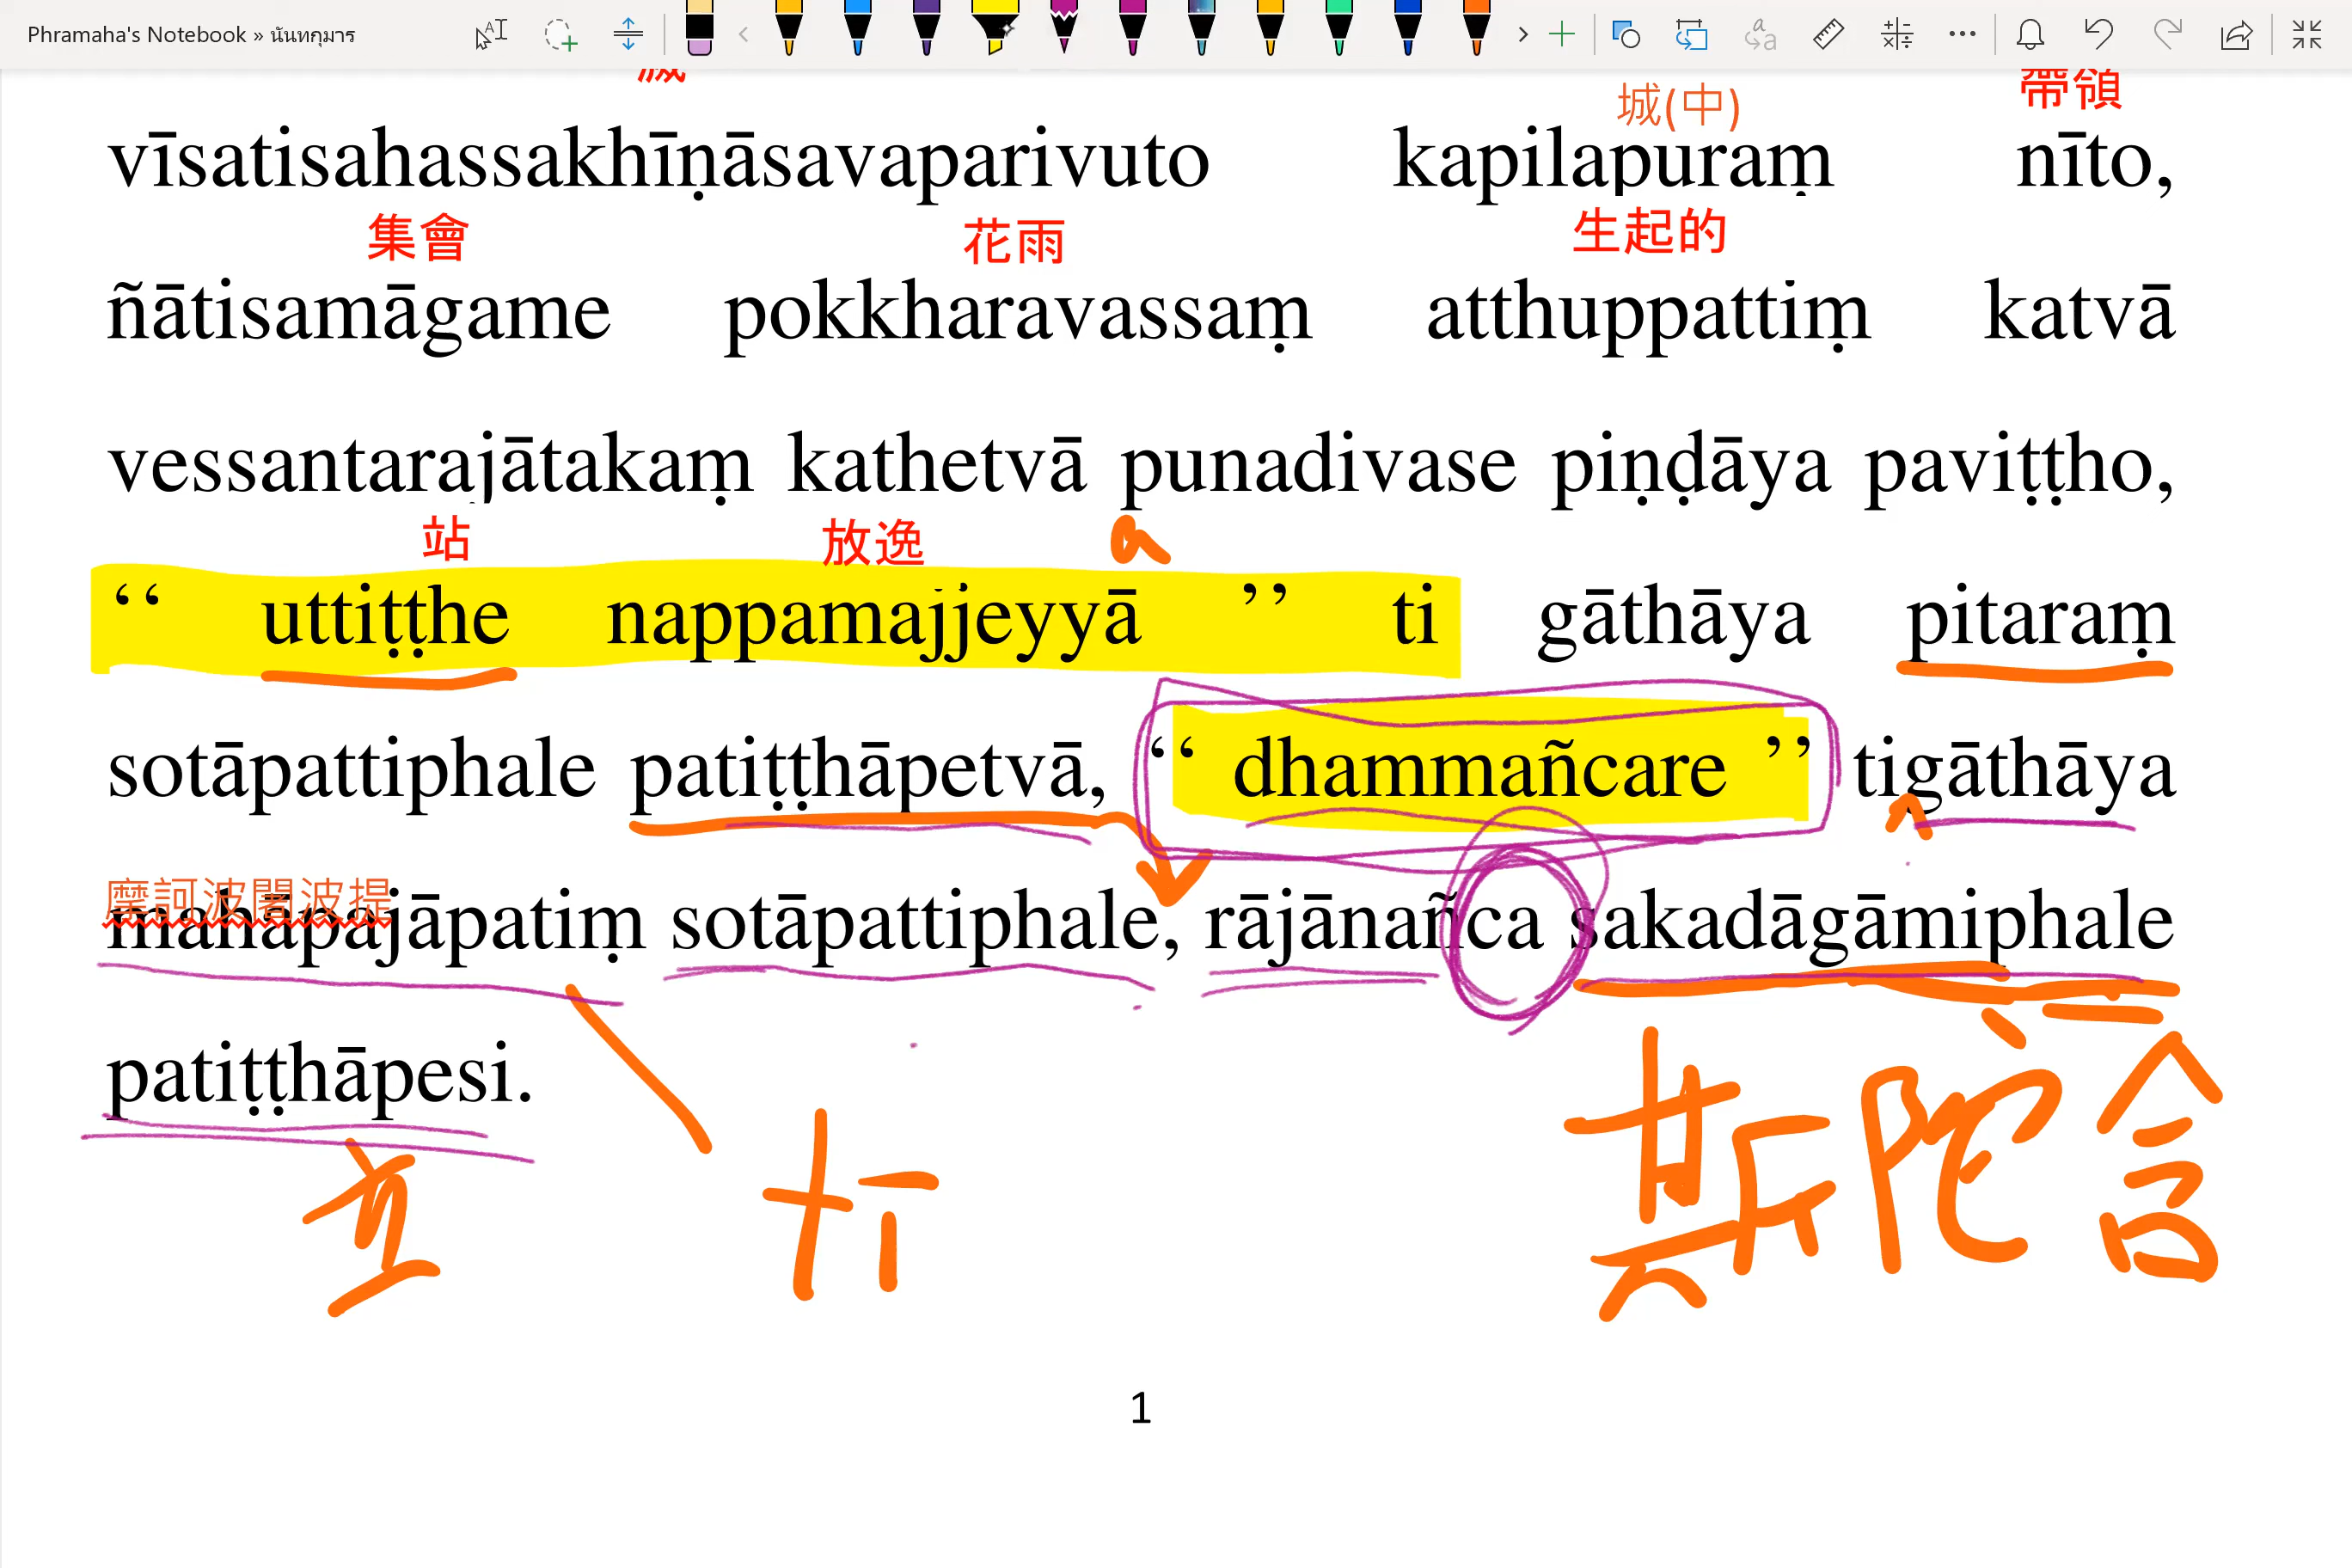 Phramaha's Notebook » นันทกุมาร
城(中) 帶領
vīsatisahassakhīṇāsavaparivuto kapilapuraṃ nīto,
集會 花雨 生起的
ñātisamāgame pokkharavassaṃ atthuppattiṃ katvā
vessantarajātakaṃ kathetvā punadivase piṇḍāya paviṭṭho,
站 放逸 a
‘‘ uttiṭṭhe nappamajjeyyā ’’ ti gāthāya pitaraṃ
sotāpattiphale patiṭṭhāpetvā, ‘‘ dhammañcare ’’ tigāthāya
摩訶波闍波提
mahāpajāpatiṃ sotāpattiphale, rājānañca sakadāgāmiphale
patiṭṭhāpesi.
斯陀含
1